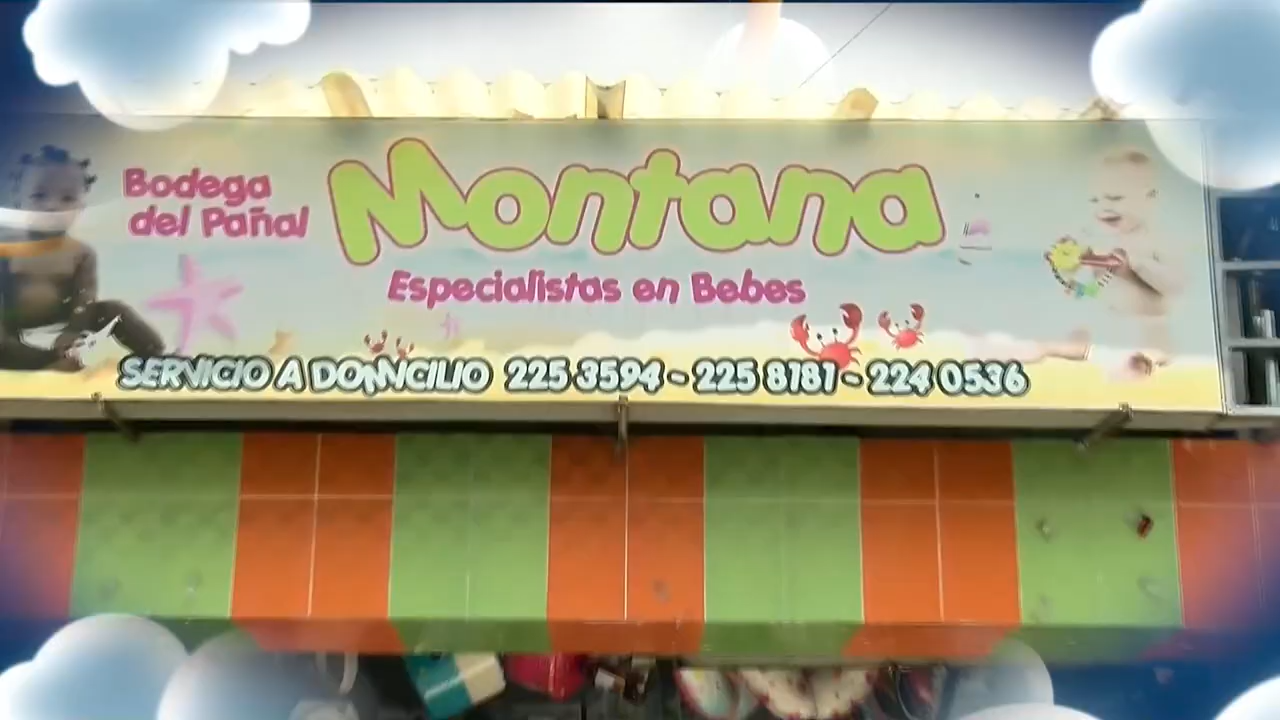 Bodega
del Pañal
Montana
Especialistas en Bebes
SERVICIO A DOMICILIO 225 3594 - 225 8181 - 224 0536